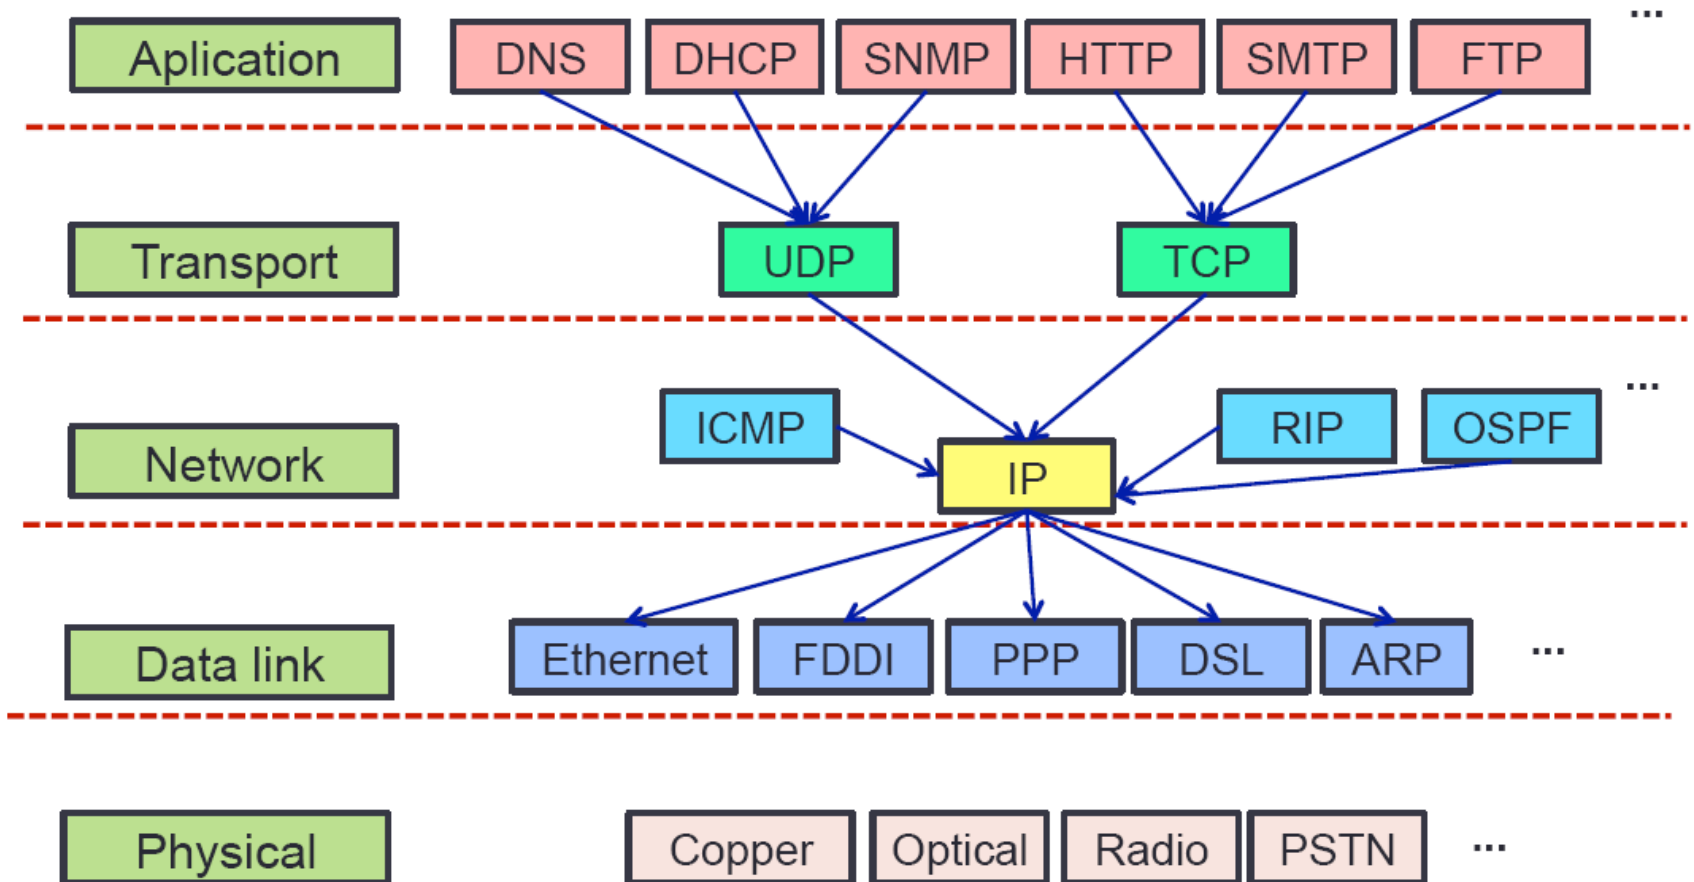 ...
Aplication DNS DHCP SNMP HTTP SMTP FTP
Transport UDP TCP
...
ICMP RIP OSPF
Network IP
Data link Ethernet FDDI PPP DSL ARP ...
Physical Copper Optical Radio PSTN ...